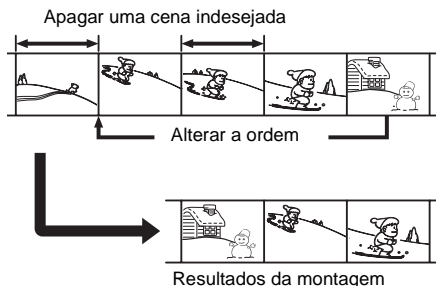 Apagar uma cena indesejada
Alterar a ordem
Resultados da montagem